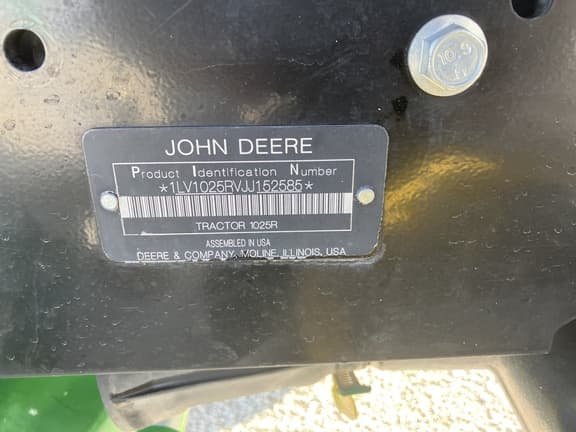 10.9
JOHN DEERE
Product Identification Number
*1LV1025RVJJ152585*
TRACTOR 1025R
ASSEMBLED IN USA
DEERE & COMPANY, MOLINE, ILLINOIS, USA